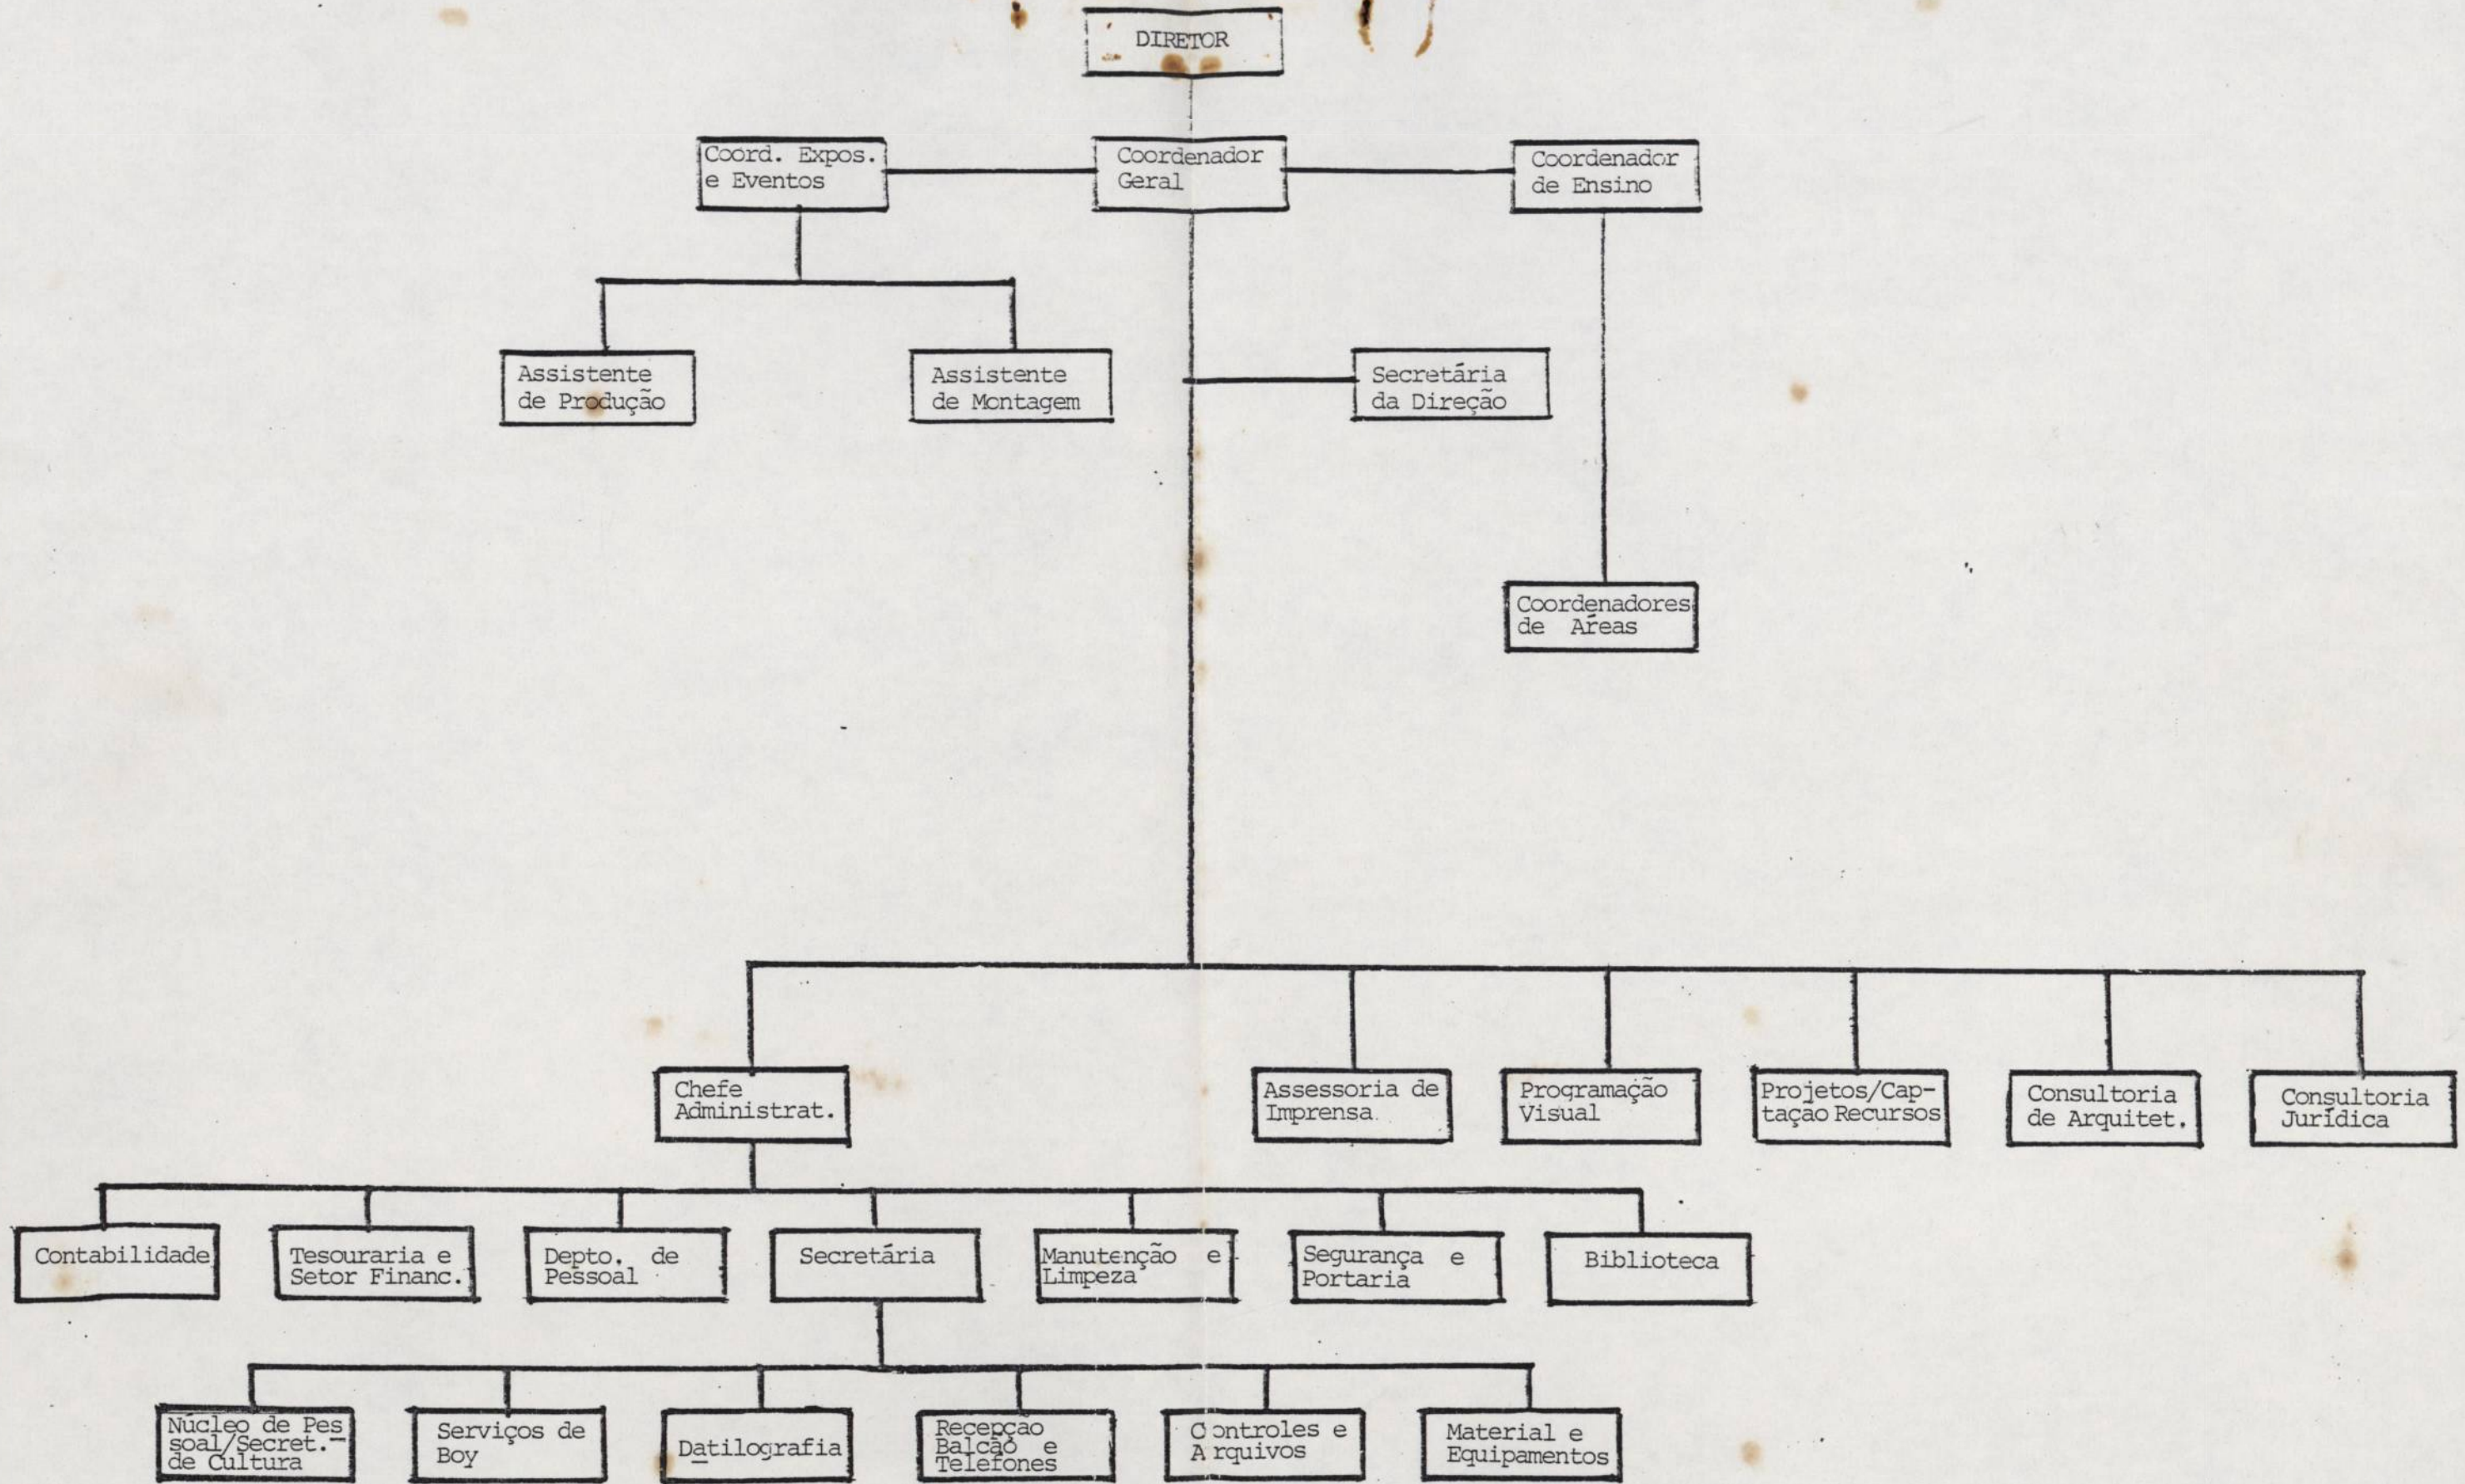 DIRETOR
Coord. Expos.
e Eventos
Coordenador
Geral
Coordenador
de Ensino
Assistente
de Produção
Assistente
de Montagem
Secretária
da Direção
Coordenadores
de Áreas
Chefe
Administrat.
Assessoria de
Imprensa
Programação
Visual
Projetos/Cap-
tação Recursos
Consultoria
de Arquitet.
Consultoria
Jurídica
Contabilidade
Tesouraria e
Setor Financ.
Depto. de
Pessoal
Secretária
Manutenção e
Limpeza
Segurança e
Portaria
Biblioteca
Núcleo de Pes
soal/Secret.-
de Cultura
Serviços de
Boy
Datilografia
Recepção
Balcão e
Telefones
Controles e
Arquivos
Material e
Equipamentos